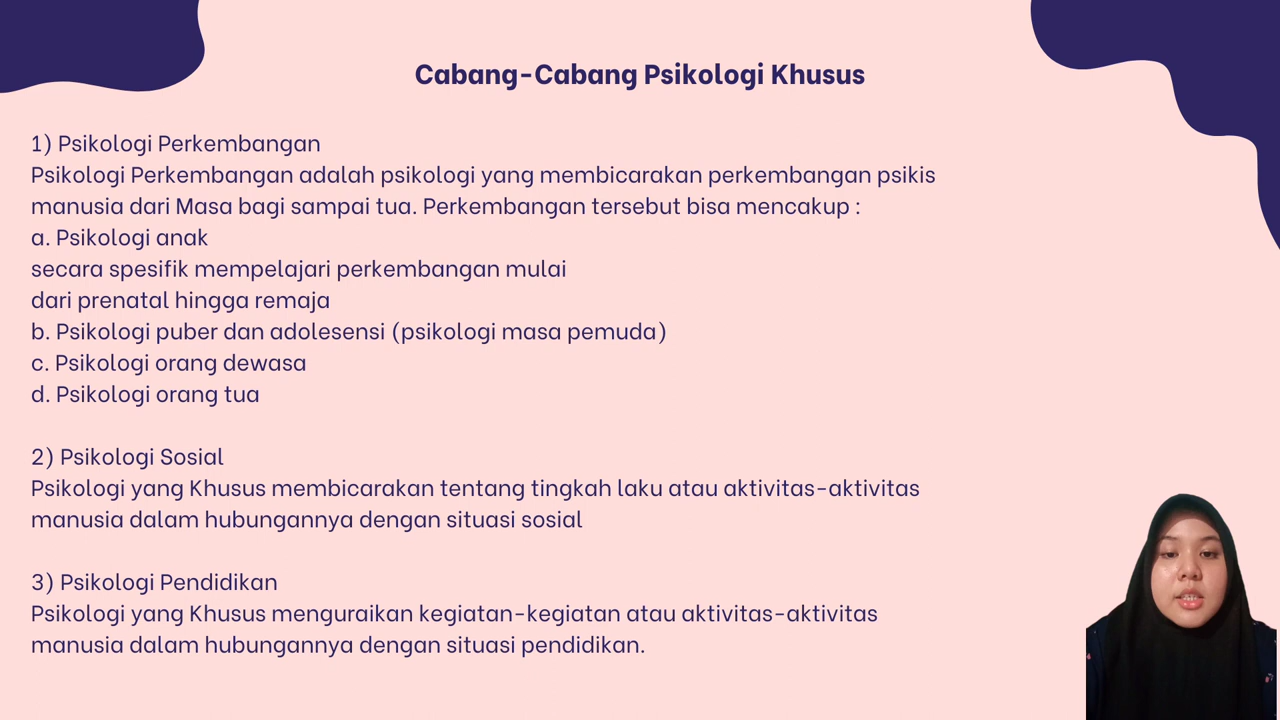 Cabang-Cabang Psikologi Khusus
1) Psikologi Perkembangan
Psikologi Perkembangan adalah psikologi yang membicarakan perkembangan psikis
manusia dari Masa bagi sampai tua. Perkembangan tersebut bisa mencakup :
a. Psikologi anak
secara spesifik mempelajari perkembangan mulai
dari prenatal hingga remaja
b. Psikologi puber dan adolesensi (psikologi masa pemuda)
c. Psikologi orang dewasa
d. Psikologi orang tua
2) Psikologi Sosial
Psikologi yang Khusus membicarakan tentang tingkah laku atau aktivitas-aktivitas
manusia dalam hubungannya dengan situasi sosial
3) Psikologi Pendidikan
Psikologi yang Khusus menguraikan kegiatan-kegiatan atau aktivitas-aktivitas
manusia dalam hubungannya dengan situasi pendidikan.